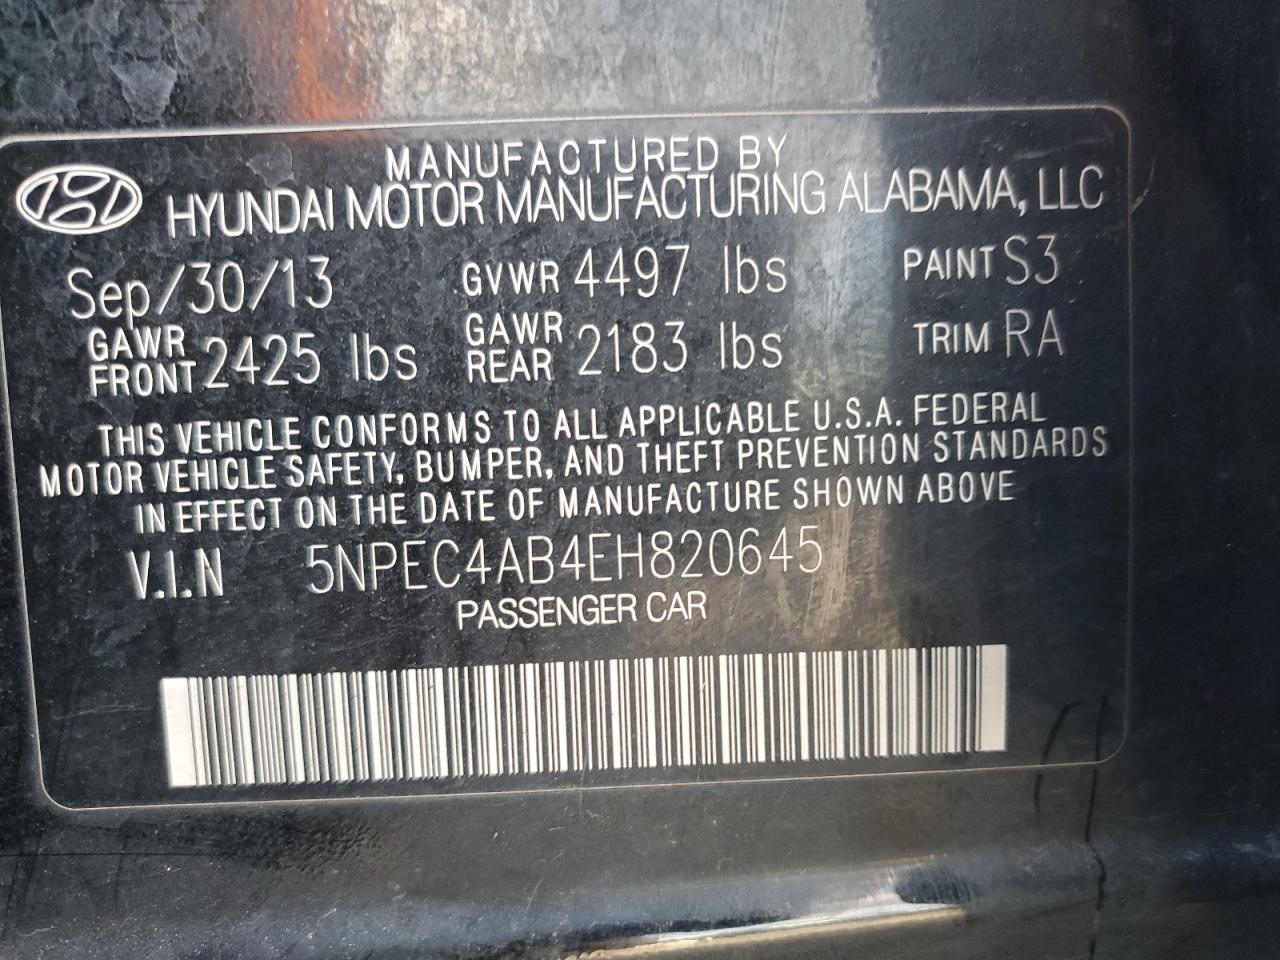 MANUFACTURED BY
HYUNDAI MOTOR MANUFACTURING ALABAMA, LLC
Sep/30/13 GVWR 4497 lbs PAINT S3
GAWR FRONT 2425 lbs GAWR REAR 2183 lbs TRIM RA
THIS VEHICLE CONFORMS TO ALL APPLICABLE U.S.A. FEDERAL
MOTOR VEHICLE SAFETY, BUMPER, AND THEFT PREVENTION STANDARDS
IN EFFECT ON THE DATE OF MANUFACTURE SHOWN ABOVE
V.I.N 5NPEC4AB4EH820645
PASSENGER CAR